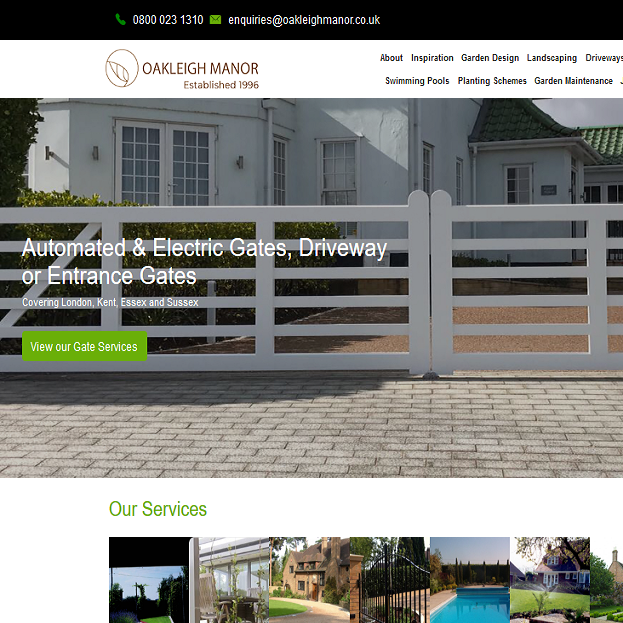 0800 023 1310 enquiries@oakleighmanor.co.uk
OAKLEIGH MANOR
Established 1996
About Inspiration Garden Design Landscaping Driveways
Swimming Pools Planting Schemes Garden Maintenance
Automated & Electric Gates, Driveway
or Entrance Gates
Covering London, Kent, Essex and Sussex
View our Gate Services
Our Services